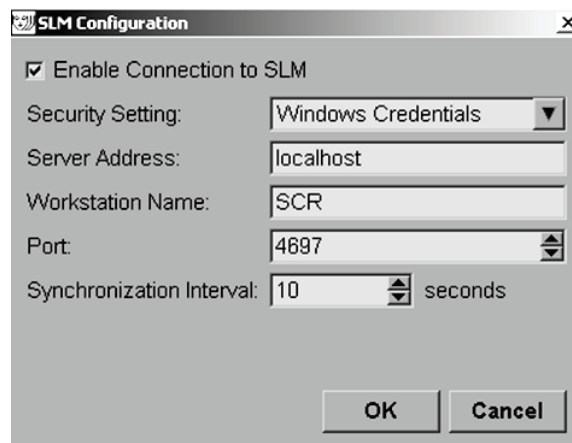 SLM Configuration
Enable Connection to SLM
Security Setting: Windows Credentials
Server Address: localhost
Workstation Name: SCR
Port: 4697
Synchronization Interval: 10 seconds
OK Cancel